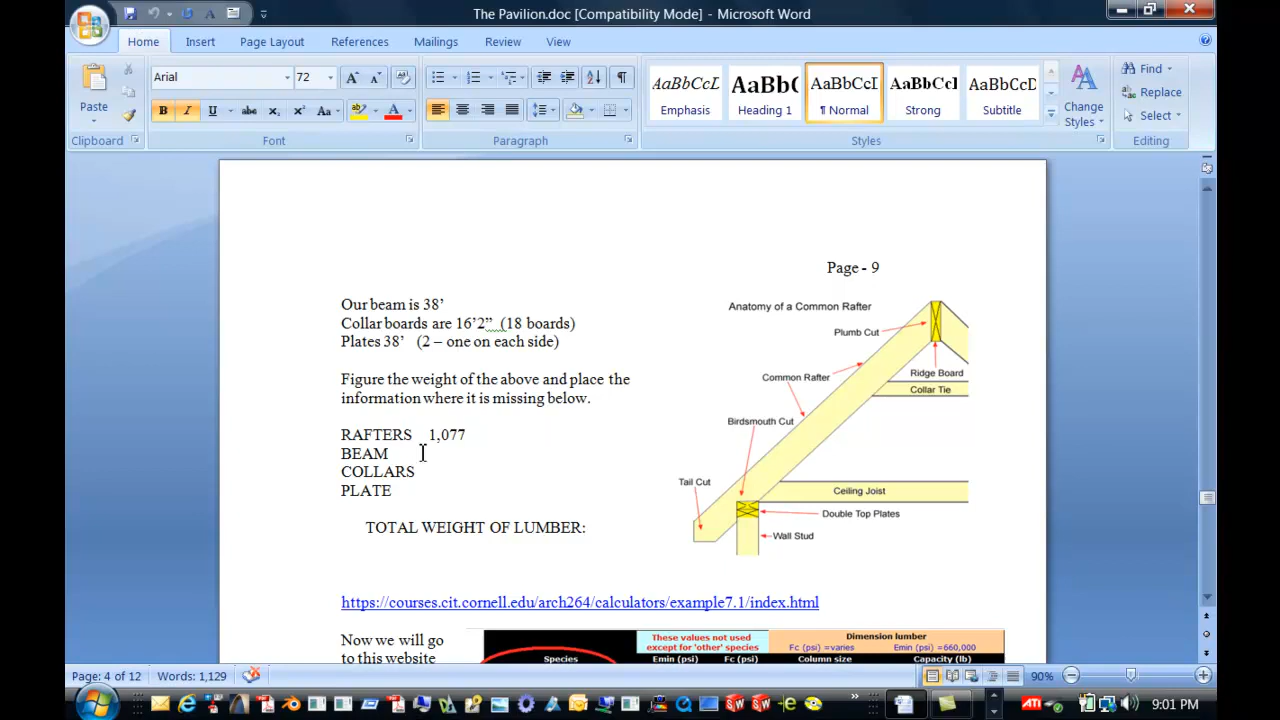 The Pavilion.doc [Compatibility Mode] - Microsoft Word
Home Insert Page Layout References Mailings Review View
Paste
Clipboard
Arial 72
B I U abc x₂ x² Aa A
Font
Paragraph
AaBbCcI Emphasis
AaBb( Heading 1
AaBbCcI ¶ Normal
AaBbCcI Strong
AaBbCcD Subtitle
Change Styles
Styles
Find
Replace
Select
Editing
Page - 9
Our beam is 38’
Collar boards are 16’2” (18 boards)
Plates 38’ (2 – one on each side)
Figure the weight of the above and place the
information where it is missing below.
RAFTERS 1,077
BEAM
COLLARS
PLATE
TOTAL WEIGHT OF LUMBER:
Anatomy of a Common Rafter
Plumb Cut
Common Rafter
Ridge Board
Collar Tie
Birdsmouth Cut
Tail Cut
Ceiling Joist
Double Top Plates
Wall Stud
https://courses.cit.cornell.edu/arch264/calculators/example7.1/index.html
Now we will go
to this website
These values not used
except for 'other' species
Dimension lumber
Fc (psi) =varies Emin (psi) =660,000
Species Emin (psi) Fc (psi) Column size Capacity (lb)
Page: 4 of 12 Words: 1,129 90%
ATI 9:01 PM